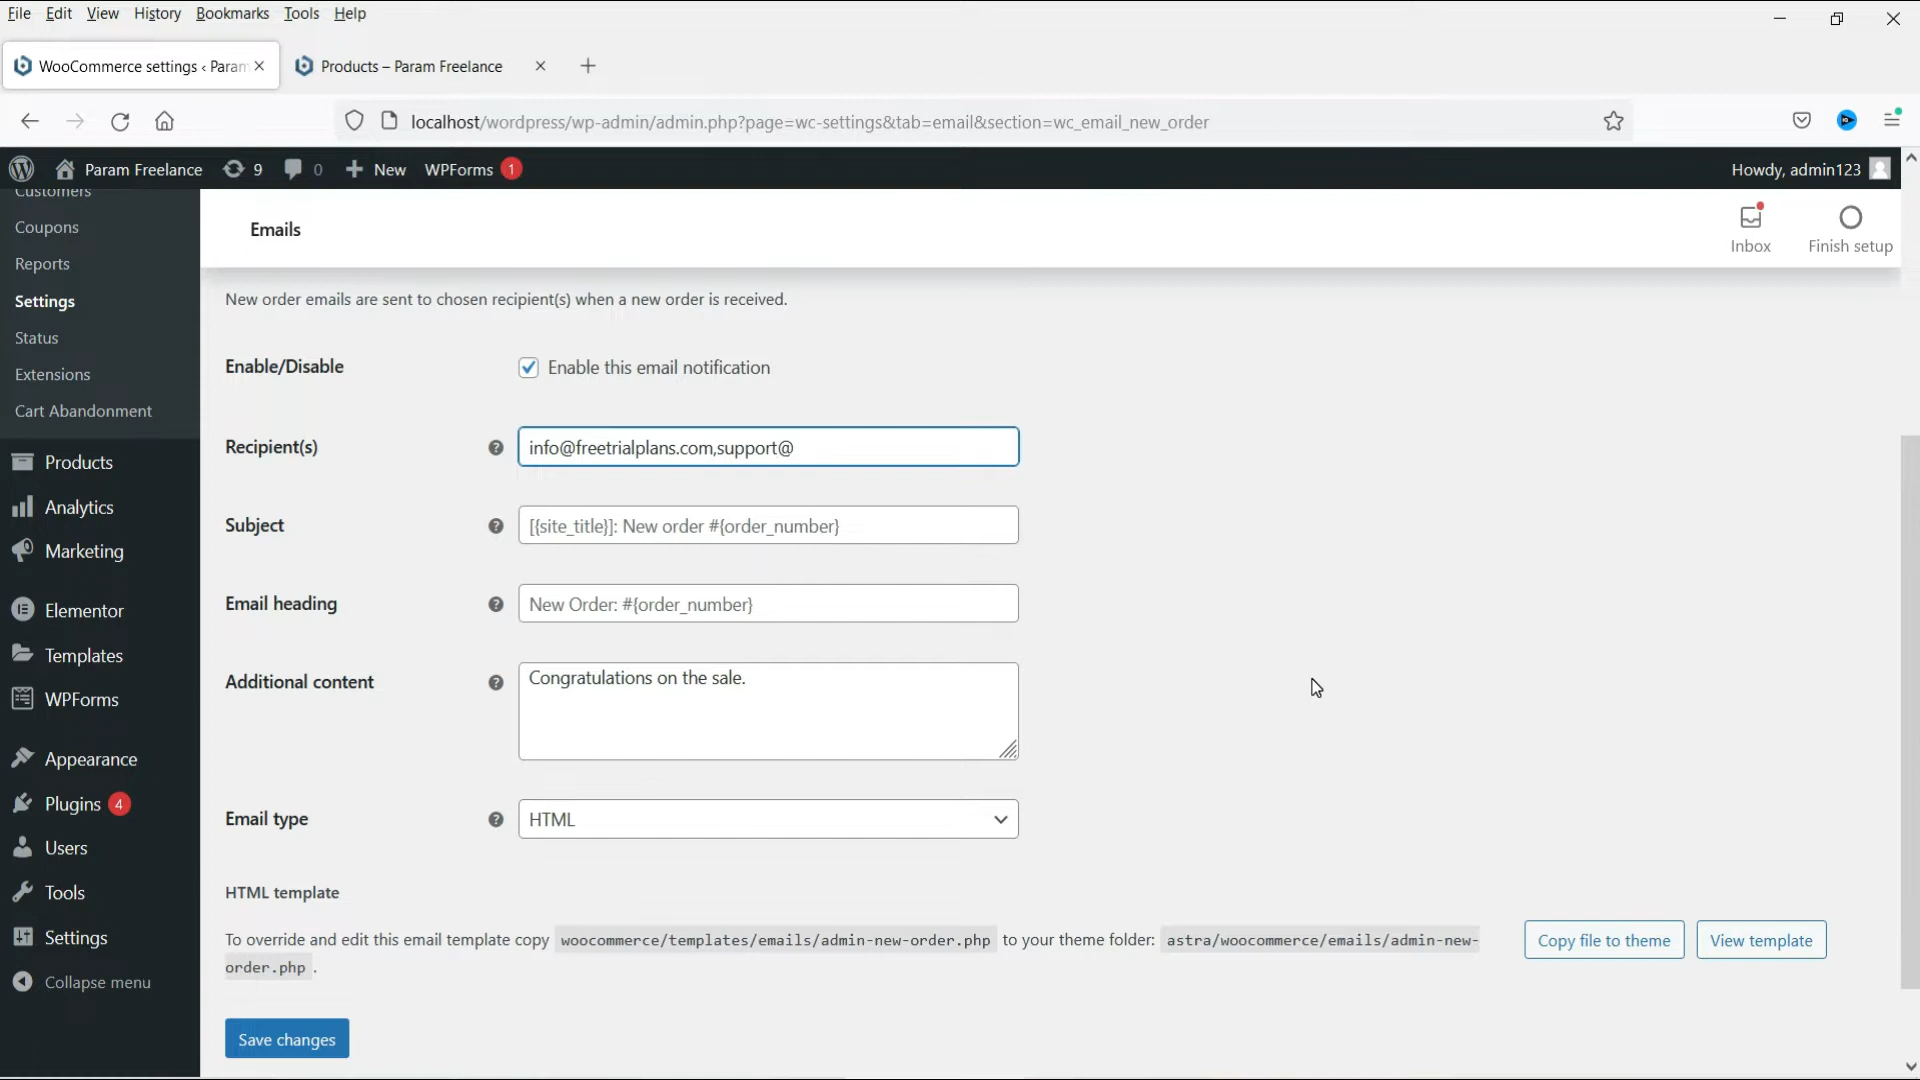 File Edit View History Bookmarks Tools Help
WooCommerce settings ‹ Param
Products – Param Freelance
localhost/wordpress/wp-admin/admin.php?page=wc-settings&tab=email&section=wc_email_new_order
Param Freelance 9 0 New WPForms 1 Howdy, admin123
Customers
Coupons
Reports
Settings
Status
Extensions
Cart Abandonment
Products
Analytics
Marketing
Elementor
Templates
WPForms
Appearance
Plugins 4
Users
Tools
Settings
Collapse menu
Emails
Inbox
Finish setup
New order emails are sent to chosen recipient(s) when a new order is received.
Enable/Disable Enable this email notification
Recipient(s) info@freetrialplans.com,support@
Subject [{site_title}]: New order #{order_number}
Email heading New Order: #{order_number}
Additional content Congratulations on the sale.
Email type HTML
HTML template
To override and edit this email template copy woocommerce/templates/emails/admin-new-order.php to your theme folder: astra/woocommerce/emails/admin-new-
order.php .
Copy file to theme View template
Save changes